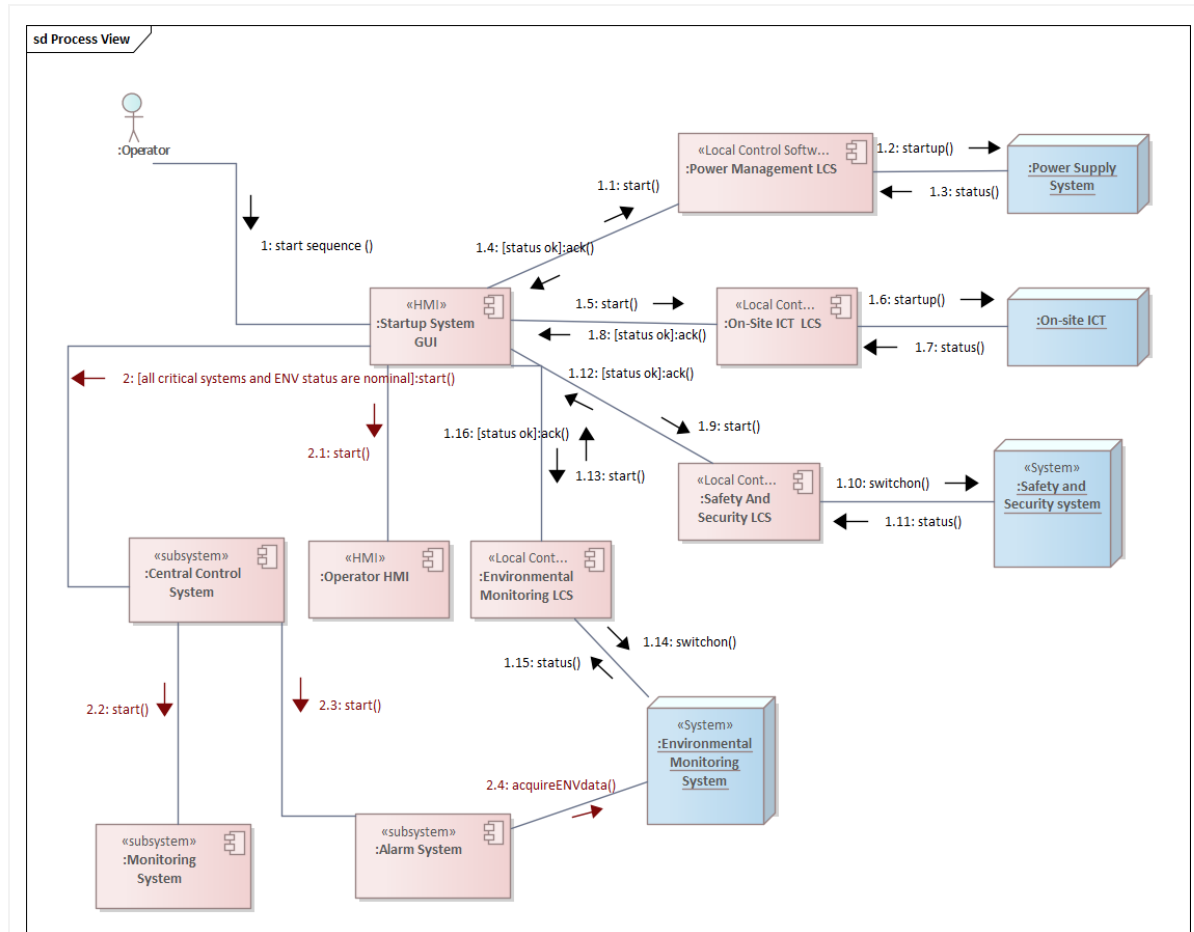 sd Process View
:Operator
1: start sequence ()
«Local Control Softw...
:Power Management LCS
1.2: startup()
1.3: status()
:Power Supply
System
1.1: start()
1.4: [status ok]:ack()
«HMI»
:Startup System
GUI
1.5: start()
1.8: [status ok]:ack()
«Local Cont...
:On-Site ICT LCS
1.6: startup()
1.7: status()
:On-site ICT
2: [all critical systems and ENV status are nominal]:start()
1.12: [status ok]:ack()
1.9: start()
2.1: start()
1.16: [status ok]:ack()
1.13: start()
«Local Cont...
:Safety And
Security LCS
1.10: switchon()
1.11: status()
«System»
:Safety and
Security system
«subsystem»
:Central Control
System
«HMI»
:Operator HMI
«Local Cont...
:Environmental
Monitoring LCS
1.14: switchon()
1.15: status()
2.2: start()
2.3: start()
«System»
:Environmental
Monitoring
System
2.4: acquireENVdata()
«subsystem»
:Monitoring
System
«subsystem»
:Alarm System